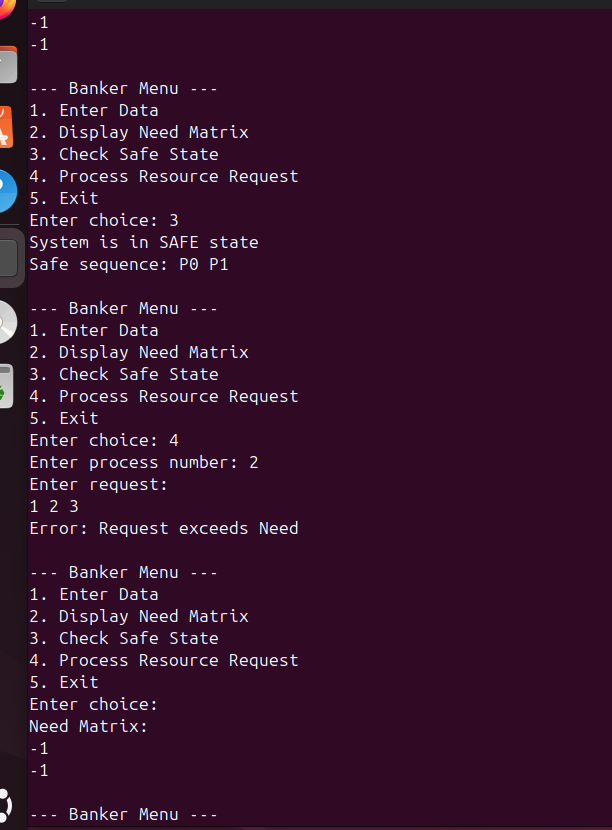 -1
-1
--- Banker Menu ---
1. Enter Data
2. Display Need Matrix
3. Check Safe State
4. Process Resource Request
5. Exit
Enter choice: 3
System is in SAFE state
Safe sequence: P0 P1
--- Banker Menu ---
1. Enter Data
2. Display Need Matrix
3. Check Safe State
4. Process Resource Request
5. Exit
Enter choice: 4
Enter process number: 2
Enter request:
1 2 3
Error: Request exceeds Need
--- Banker Menu ---
1. Enter Data
2. Display Need Matrix
3. Check Safe State
4. Process Resource Request
5. Exit
Enter choice:
Need Matrix:
-1
-1
--- Banker Menu ---